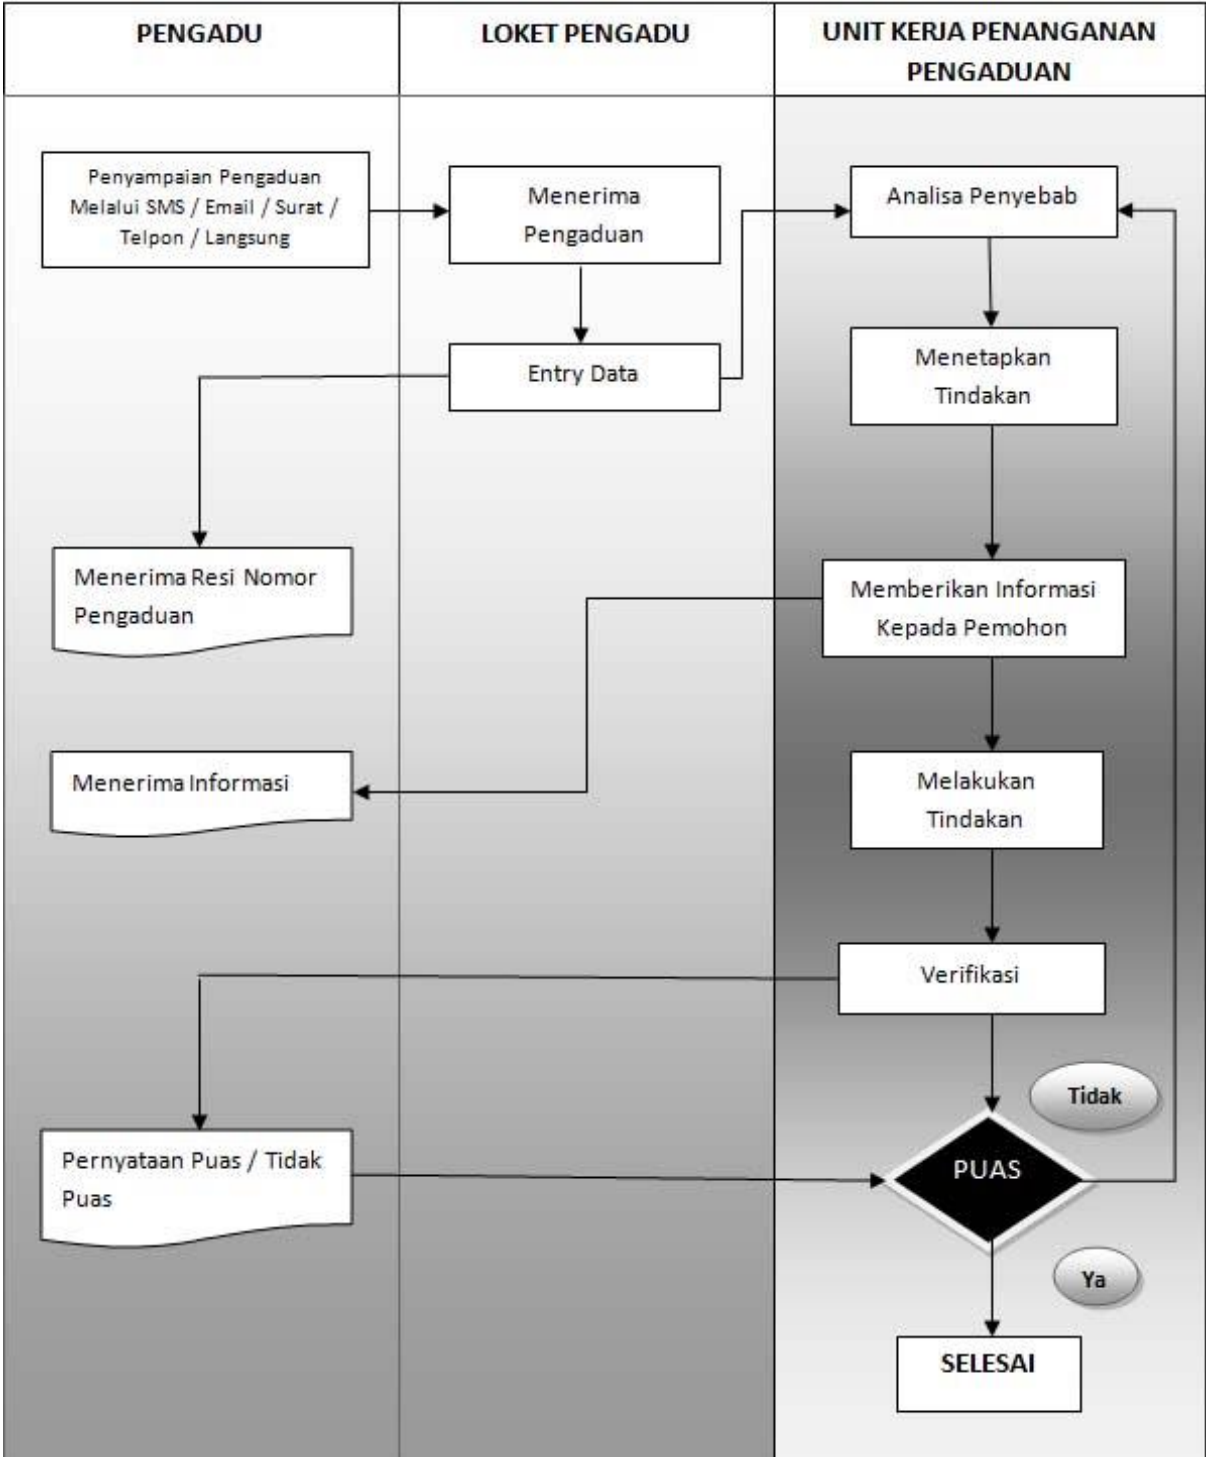 PENGADU
LOKET PENGADU
UNIT KERJA PENANGANAN
PENGADUAN
Penyampaian Pengaduan
Melalui SMS / Email / Surat /
Telpon / Langsung
Menerima
Pengaduan
Analisa Penyebab
Entry Data
Menetapkan
Tindakan
Menerima Resi Nomor
Pengaduan
Memberikan Informasi
Kepada Pemohon
Menerima Informasi
Melakukan
Tindakan
Verifikasi
Tidak
Pernyataan Puas / Tidak
Puas
PUAS
Ya
SELESAI